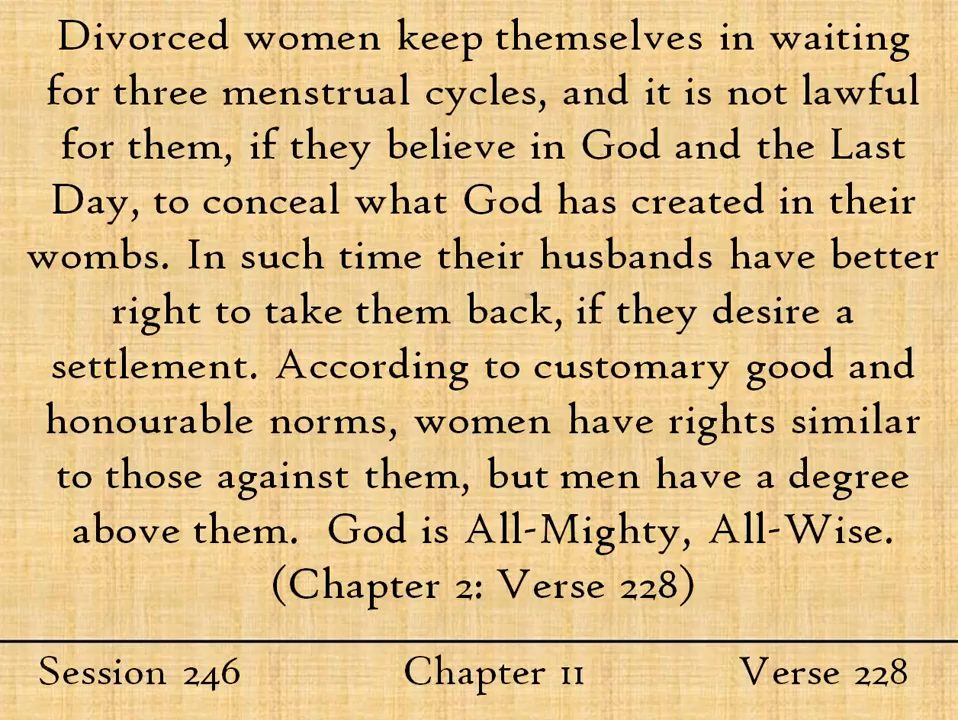 Divorced women keep themselves in waiting
for three menstrual cycles, and it is not lawful
for them, if they believe in God and the Last
Day, to conceal what God has created in their
wombs. In such time their husbands have better
right to take them back, if they desire a
settlement. According to customary good and
honourable norms, women have rights similar
to those against them, but men have a degree
above them. God is All-Mighty, All-Wise.
(Chapter 2: Verse 228)
Session 246 Chapter 11 Verse 228